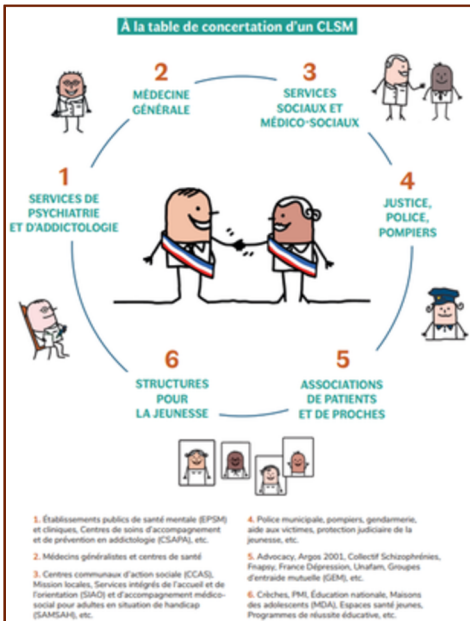 À la table de concertation d'un CLSM
2
MÉDECINE
GÉNÉRALE
3
SERVICES
SOCIAUX ET
MÉDICO-SOCIAUX
1
SERVICES DE
PSYCHIATRIE
ET D'ADDICTOLOGIE
4
JUSTICE,
POLICE,
POMPIERS
6
STRUCTURES
POUR
LA JEUNESSE
5
ASSOCIATIONS
DE PATIENTS
ET DE PROCHES
1. Établissements publics de santé mentale (EPSM)
et cliniques, Centres de soins d'accompagnement
et de prévention en addictologie (CSAPA), etc.
2. Médecins généralistes et centres de santé
3. Centres communaux d'action sociale (CCAS),
Mission locales, Services intégrés de l'accueil et de
l'orientation (SIAO) et d'accompagnement médico-
social pour adultes en situation de handicap
(SAMSAH), etc.
4. Police municipale, pompiers, gendarmerie,
aide aux victimes, protection judiciaire de la
jeunesse, etc.
5. Advocacy, Argos 2001, Collectif Schizophrénies,
Fnapsy, France Dépression, Unafam, Groupes
d'entraide mutuelle (GEM), etc.
6. Crèches, PMI, Éducation nationale, Maisons
des adolescents (MDA), Espaces santé jeunes,
Programmes de réussite éducative, etc.